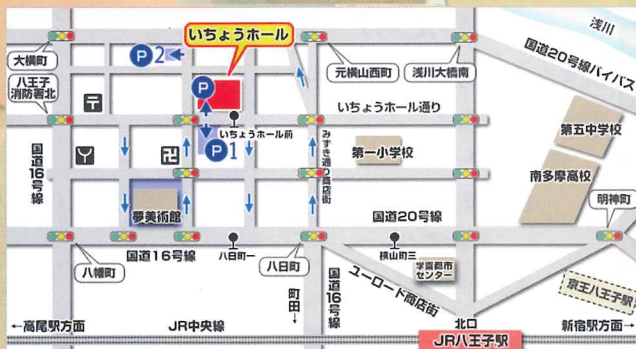 いちょうホール
浅川
大横町
P2
国道20号線バイパス
元横山西町
浅川大橋南
八王子
消防署北
P
いちょうホール通り
いちょうホール前
P1
第五中学校
国道16号線
みずき通り商店街
第一小学校
南多摩高校
夢美術館
国道20号線
明神町
国道16号線
八日町一
横山町三
八幡町
八日町
学園都市
センター
ユーロード商店街
国道16号線
町田
京王八王子駅
←高尾駅方面
JR中央線
北口
新宿駅方面→
JR八王子駅